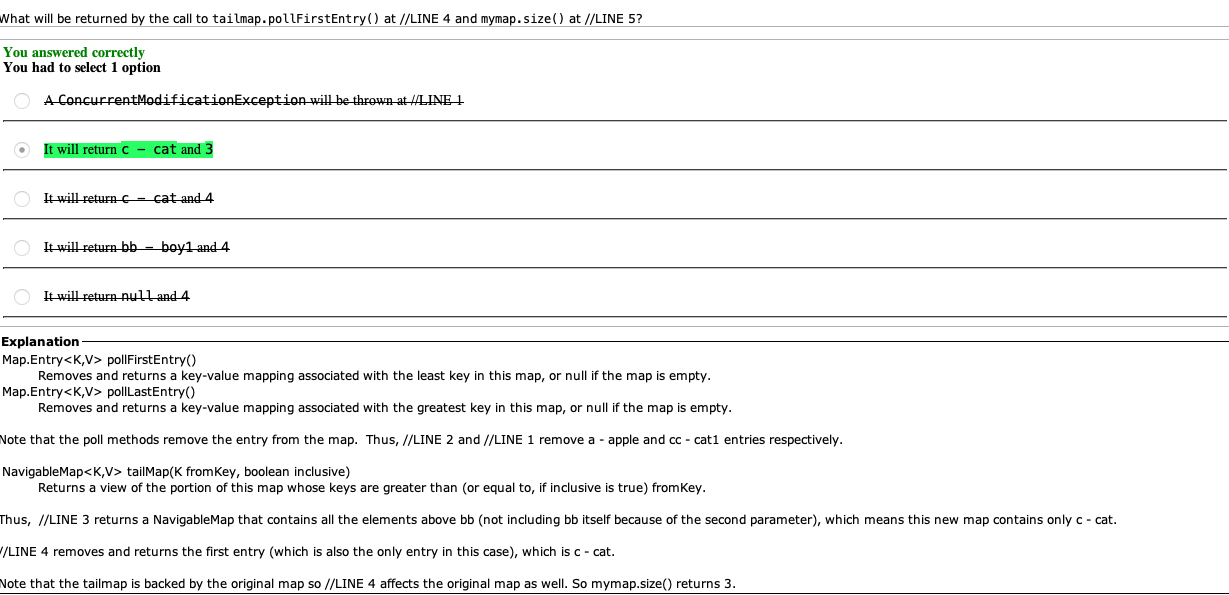 What will be returned by the call to tailmap.pollFirstEntry() at //LINE 4 and mymap.size() at //LINE 5?
You answered correctly
You had to select 1 option
A ConcurrentModificationException will be thrown at //LINE 1
It will return c - cat and 3
It will return c - cat and 4
It will return bb - boy1 and 4
It will return null and 4
Explanation
Map.Entry<K,V> pollFirstEntry()
Removes and returns a key-value mapping associated with the least key in this map, or null if the map is empty.
Map.Entry<K,V> pollLastEntry()
Removes and returns a key-value mapping associated with the greatest key in this map, or null if the map is empty.
Note that the poll methods remove the entry from the map.  Thus, //LINE 2 and //LINE 1 remove a - apple and cc - cat1 entries respectively.
NavigableMap<K,V> tailMap(K fromKey, boolean inclusive)
Returns a view of the portion of this map whose keys are greater than (or equal to, if inclusive is true) fromKey.
Thus,  //LINE 3 returns a NavigableMap that contains all the elements above bb (not including bb itself because of the second parameter), which means this new map contains only c - cat.
//LINE 4 removes and returns the first entry (which is also the only entry in this case), which is c - cat.
Note that the tailmap is backed by the original map so //LINE 4 affects the original map as well. So mymap.size() returns 3.